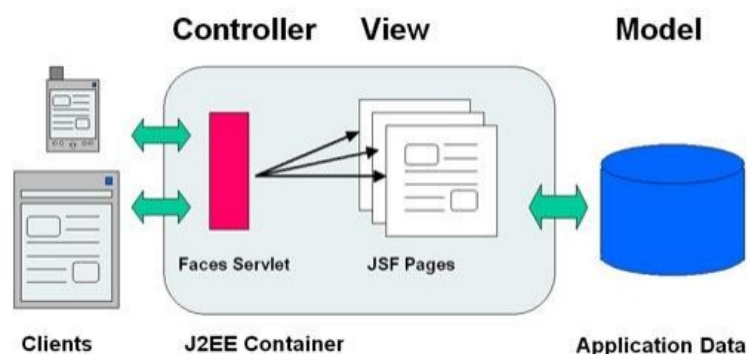 Controller View Model
Faces Servlet JSF Pages
Clients J2EE Container Application Data